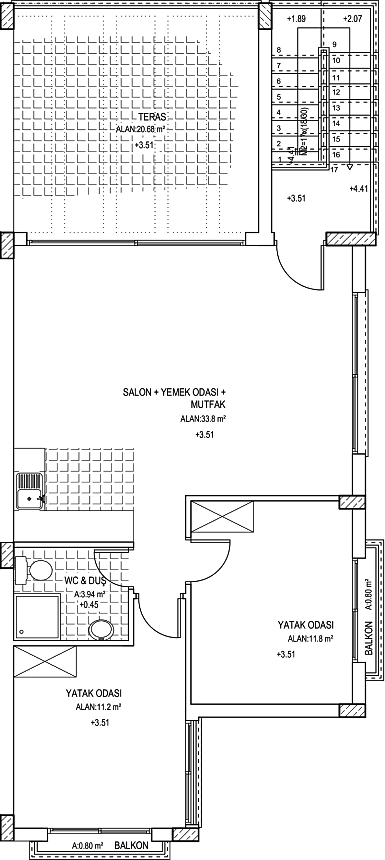 +1.89
+2.07
8
9
7
10
6
11
5
12
4
13
3
14
2
15
1
16
17
+4.41
+4.41
+3.51
TERAS
ALAN:20.68 m²
+3.51
SALON + YEMEK ODASI +
MUTFAK
ALAN:33.8 m²
+3.51
WC & DUŞ
A:3.94 m²
+0.45
YATAK ODASI
ALAN:11.8 m²
+3.51
BALKON
A:0.80 m²
YATAK ODASI
ALAN:11.2 m²
+3.51
A:0.80 m²
BALKON